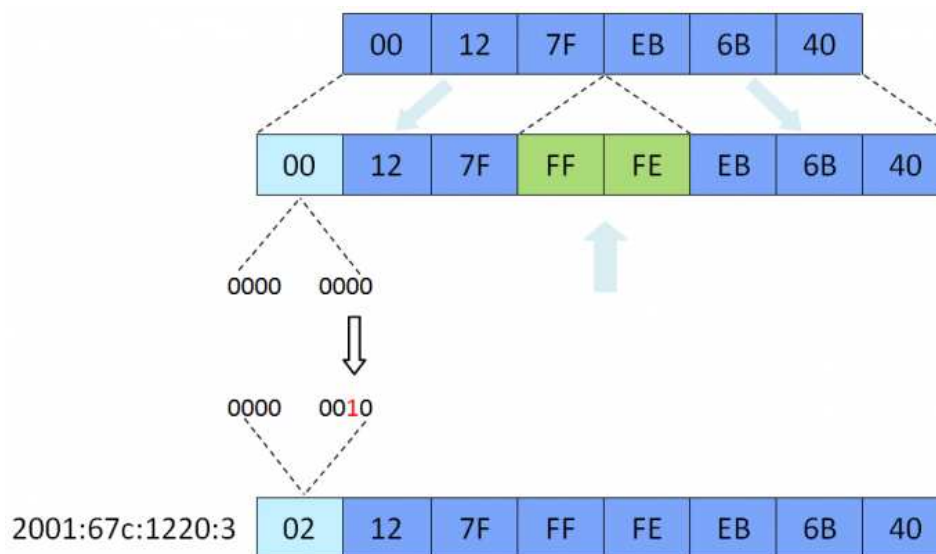 00 12 7F EB 6B 40
00 12 7F FF FE EB 6B 40
0000 0000
0000 0010
2001:67c:1220:3 02 12 7F FF FE EB 6B 40